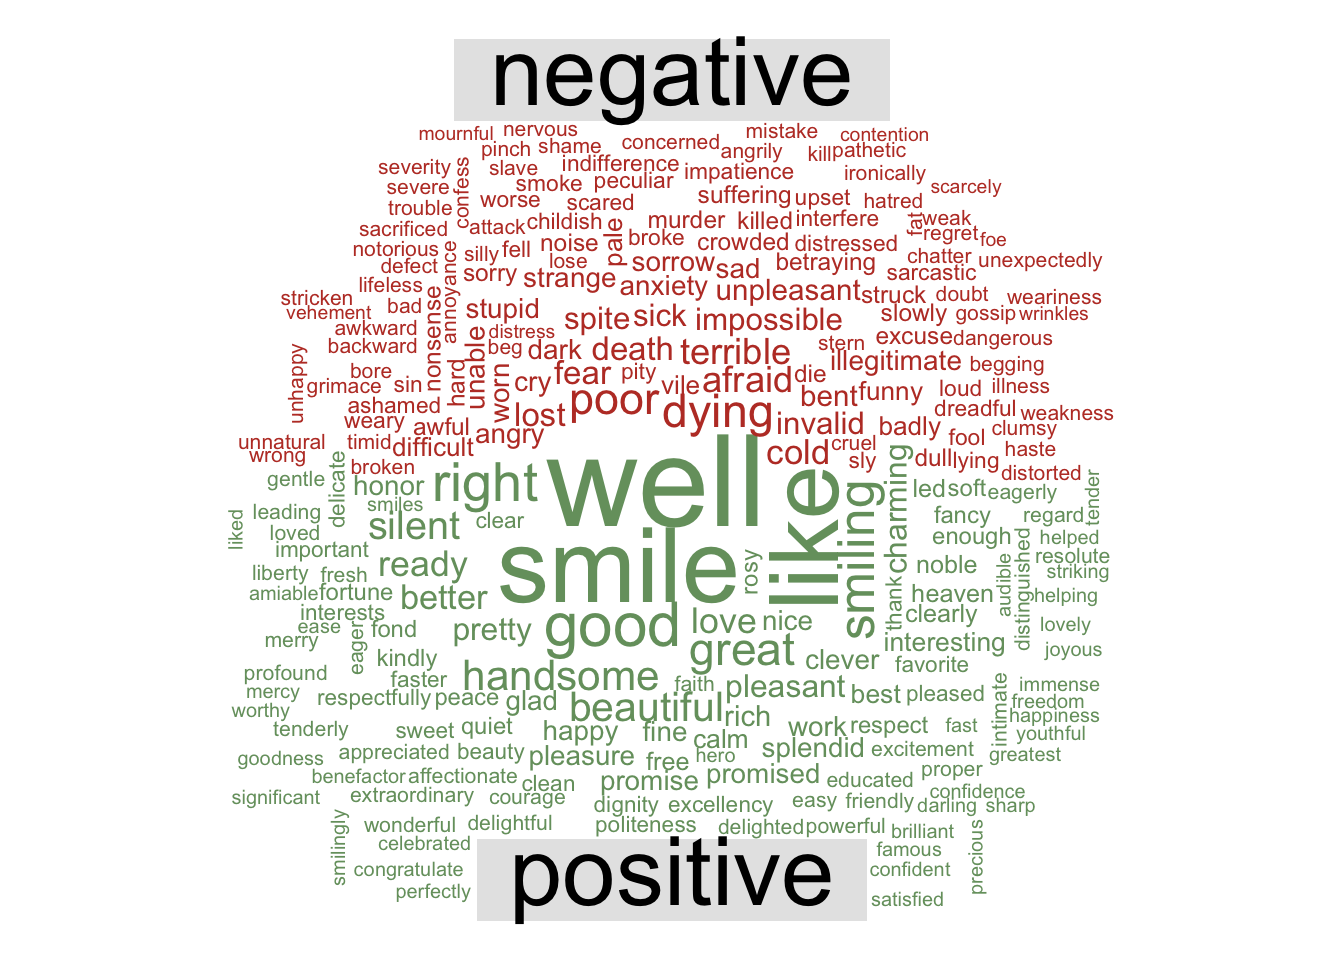 negative
mournful nervous concerned mistake contention
pinch shame angrily kill pathetic
severity slave indifference impatience ironically
severe confess smoke peculiar suffering upset hatred scarcely
trouble worse scared
sacrificed attack childish murder killed interfere fat weak
notorious silly fell noise pale broke crowded distressed regret foe
defect annoyance lose sorrow sad betraying chatter unexpectedly
lifeless sorry strange anxiety unpleasant struck sarcastic doubt weariness
stricken bad nonsense stupid
vehement spite sick impossible slowly gossip wrinkles
awkward unable distress
backward beg dark death terrible stern excuse dangerous
bore hard cry fear pity vile afraid die illegitimate begging
unhappy grimace sin worn bent funny loud illness
ashamed lost poor dying dreadful weakness
weary awful angry invalid badly clumsy
unnatural timid difficult cold cruel fool haste
wrong broken sly dull lying distorted
gentle delicate honor right well like smiling charming led soft eagerly tender
leading smiles
liked loved silent clear fancy regard
important enough helped
liberty fresh ready smile rosy noble audible distinguished resolute striking
amiable fortune better thank heaven helping
interests clearly
ease fond pretty good love nice lovely
merry eager great interesting joyous
profound kindly clever favorite
mercy faster handsome faith pleasant immense
worthy respectfully peace glad beautiful rich best pleased intimate freedom
tenderly sweet quiet happy fine work respect fast happiness youthful
goodness appreciated beauty pleasure free calm hero splendid excitement greatest
benefactor affectionate clean promise promised educated proper
significant extraordinary courage dignity excellency easy friendly confidence
darling sharp
smilingly wonderful delightful politeness delighted powerful brilliant precious
celebrated famous
congratulate confident
perfectly satisfied
positive